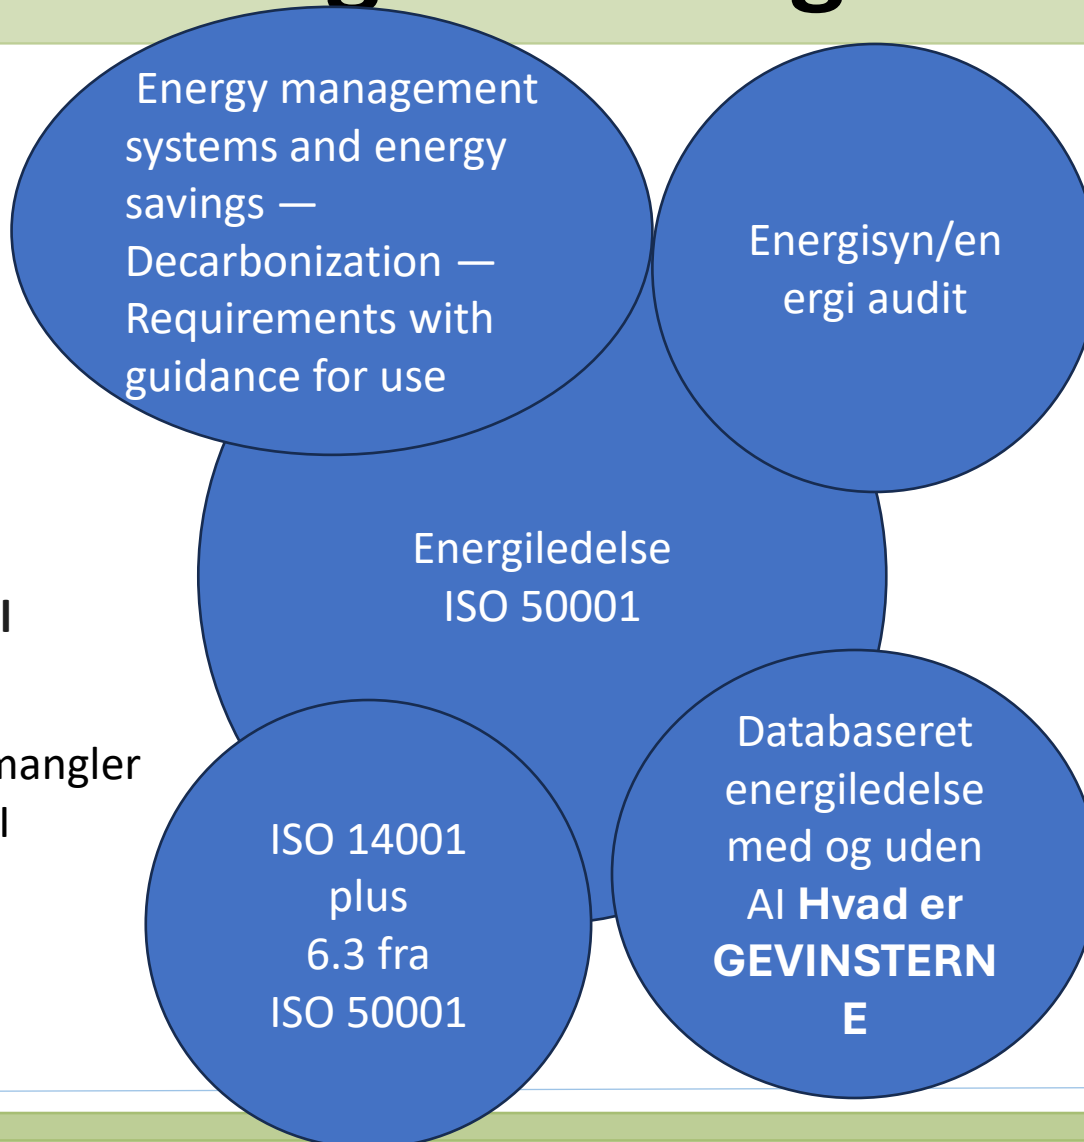 Energy management
systems and energy
savings —
Decarbonization —
Requirements with
guidance for use
Energisyn/en
ergi audit
Energiledelse
ISO 50001
ISO 14001
plus
6.3 fra
ISO 50001
Databaseret
energiledelse
med og uden
AI Hvad er
GEVINSTERN
E